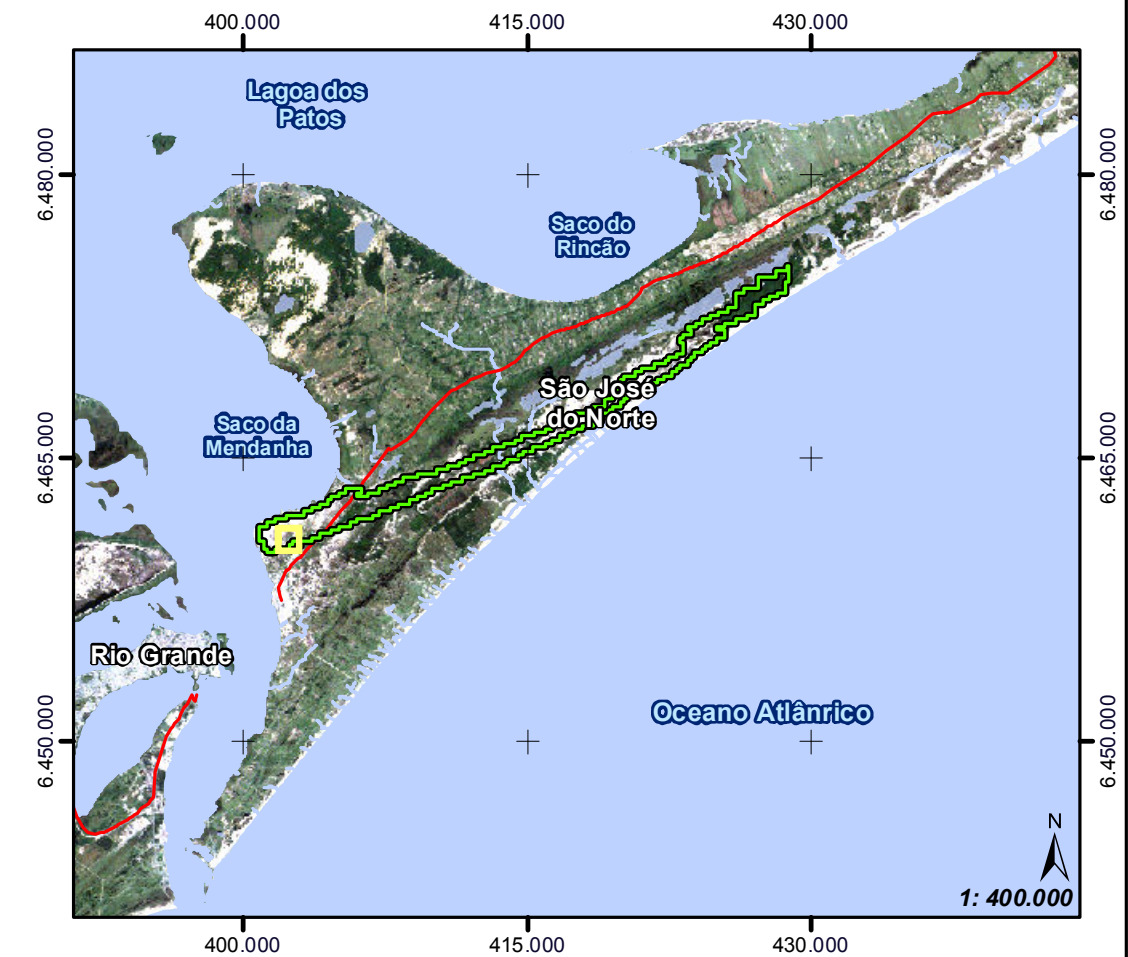 400.000
415.000
430.000
Lagoa dos
Patos
6.480.000
6.480.000
Saco do
Rincão
São José
do Norte
Saco da
Mendanha
6.465.000
6.465.000
Rio Grande
Oceano Atlânrico
6.450.000
6.450.000
N
1: 400.000
400.000
415.000
430.000